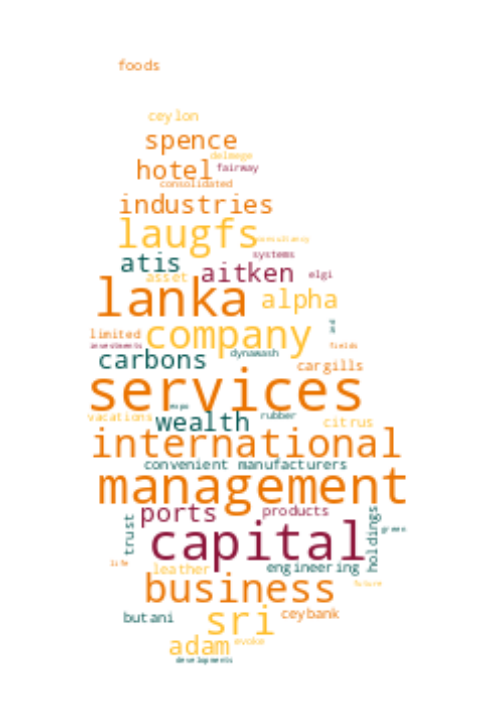 foods
ceylon
spence
delmege
hotel fairway
consolidated
industries
laugfs consultancy
systems
atis aitken elgi
asset
lanka alpha
limited company
investments fields
carbons dynawash
cargills
services
expo
vacations wealth rubber citrus
international
convenient manufacturers
management
ports products
trust capital holdings green
life leather engineering
business future
butani sri ceybank
adam evoke
developments